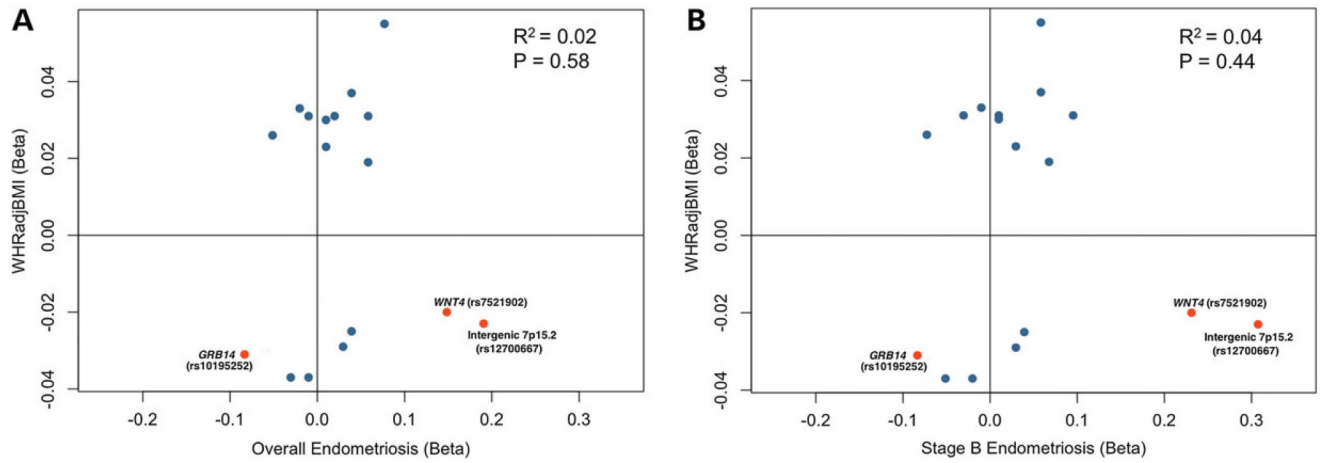 A
R² = 0.02
P = 0.58
WHRadjBMI (Beta)
0.04
0.02
0.00
-0.02
-0.04
WNT4 (rs7521902)
Intergenic 7p15.2
(rs12700667)
GRB14
(rs10195252)
-0.2
-0.1
0.0
0.1
0.2
0.3
Overall Endometriosis (Beta)
B
R² = 0.04
P = 0.44
WHRadjBMI (Beta)
0.04
0.02
0.00
-0.02
-0.04
WNT4 (rs7521902)
Intergenic 7p15.2
(rs12700667)
GRB14
(rs10195252)
-0.2
-0.1
0.0
0.1
0.2
0.3
Stage B Endometriosis (Beta)